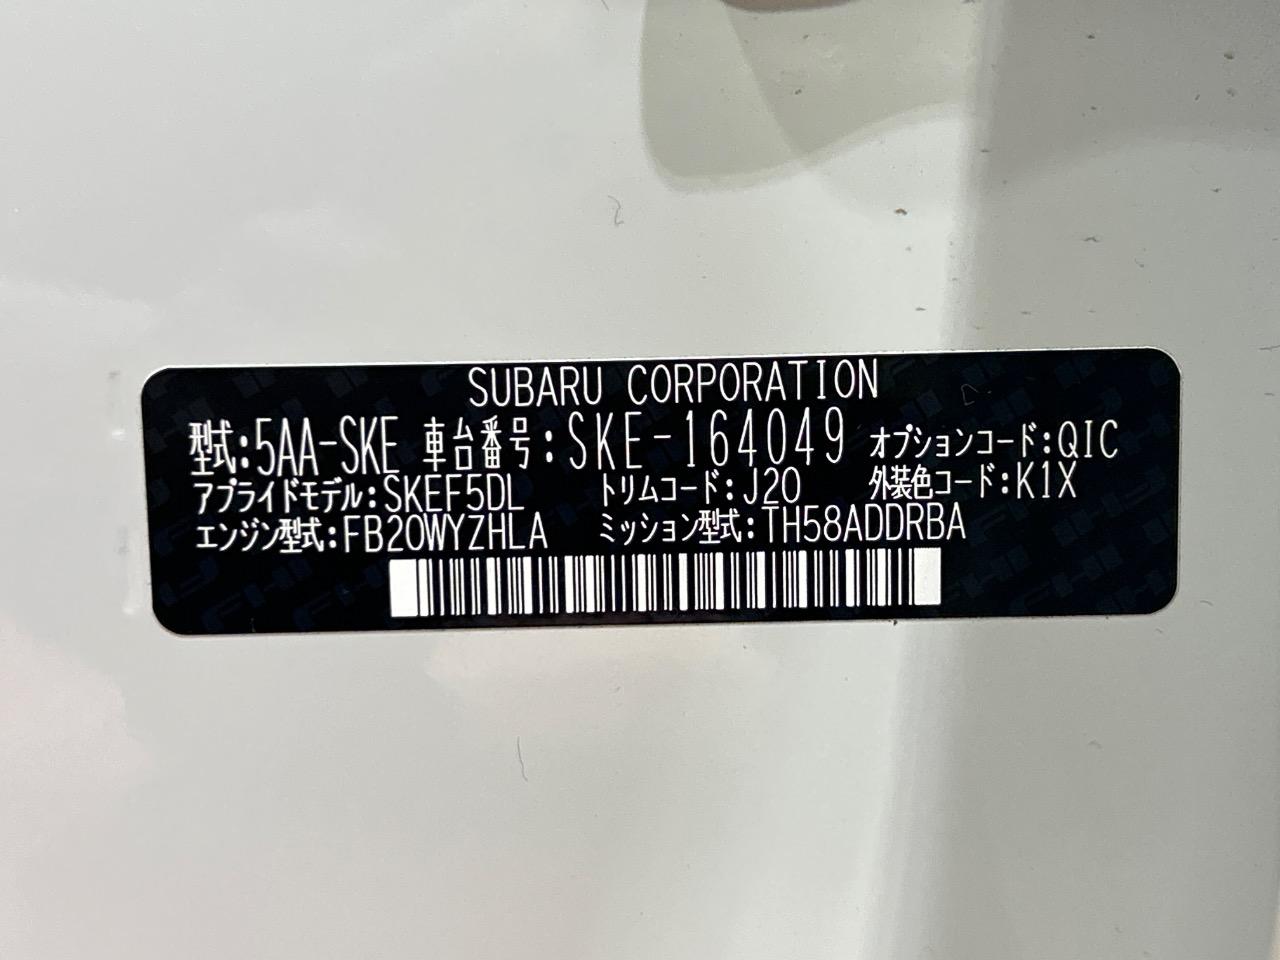 SUBARU CORPORATION
型式:5AA-SKE 車台番号:SKE-164049 オプションコード:QIC
アプライドモデル:SKEF5DL トリムコード:J20 外装色コード:K1X
エンジン型式:FB20WYZHLA ミッション型式:TH58ADDRBA